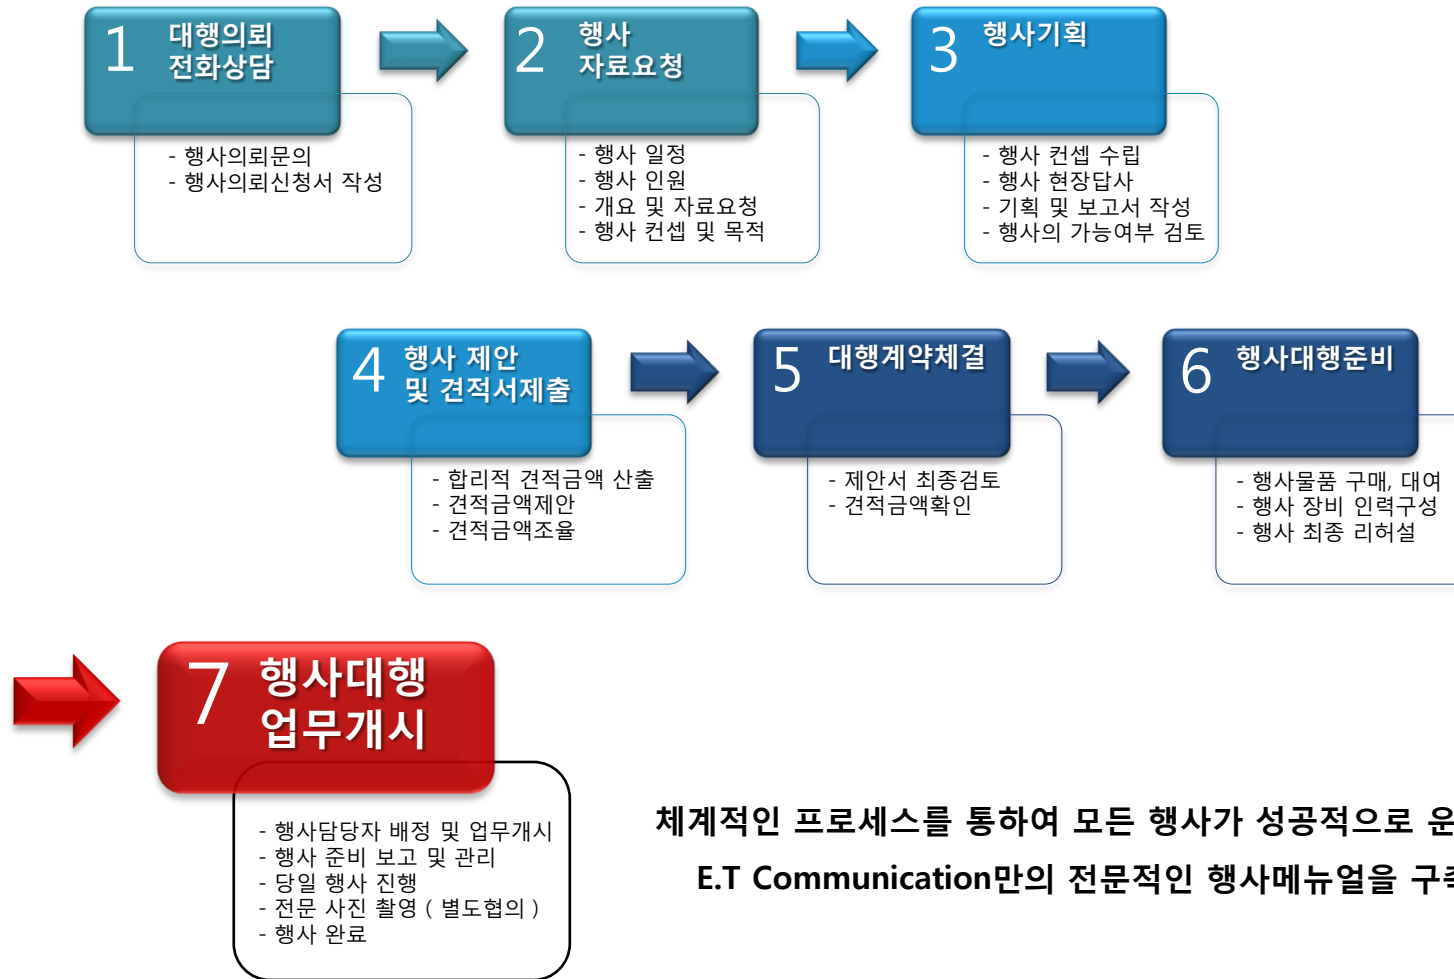 1
대행의뢰
전화상담
- 행사의뢰문의
- 행사의뢰신청서 작성
2
행사
자료요청
- 행사 일정
- 행사 인원
- 개요 및 자료요청
- 행사 컨셉 및 목적
3
행사기획
- 행사 컨셉 수립
- 행사 현장답사
- 기획 및 보고서 작성
- 행사의 가능여부 검토
4
행사 제안
및 견적서제출
- 합리적 견적금액 산출
- 견적금액제안
- 견적금액조율
5
대행계약체결
- 제안서 최종검토
- 견적금액확인
6
행사대행준비
- 행사물품 구매, 대여
- 행사 장비 인력구성
- 행사 최종 리허설
7
행사대행
업무개시
- 행사담당자 배정 및 업무개시
- 행사 준비 보고 및 관리
- 당일 행사 진행
- 전문 사진 촬영 ( 별도협의 )
- 행사 완료
체계적인 프로세스를 통하여 모든 행사가 성공적으로
E.T Communication만의 전문적인 행사메뉴얼을